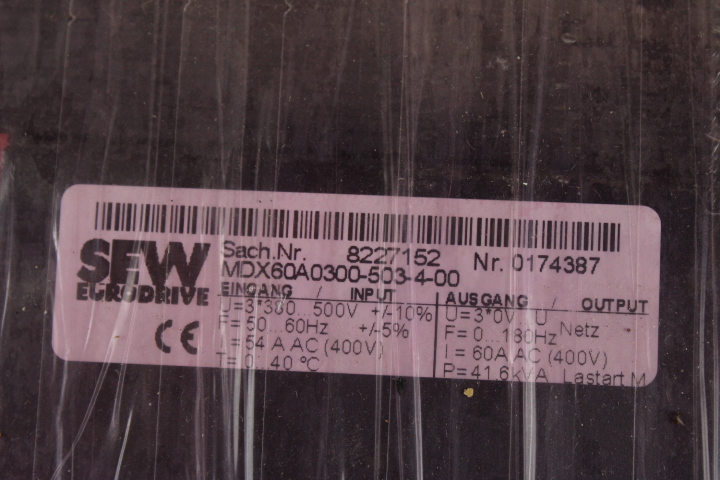 SEW
EURODRIVE
Sach.Nr. 8227152 Nr. 0174387
MDX60A0300-503-4-00
EINGANG / INPUT
U=3*380...500V +/-10%
F= 50...60Hz +/-5%
I =54 A AC (400V)
T= 0...40 °C
CE
AUSGANG / OUTPUT
U=3*0V...U Netz
F= 0...180Hz
I = 60A AC (400V)
P=41.6kVA Lastart M